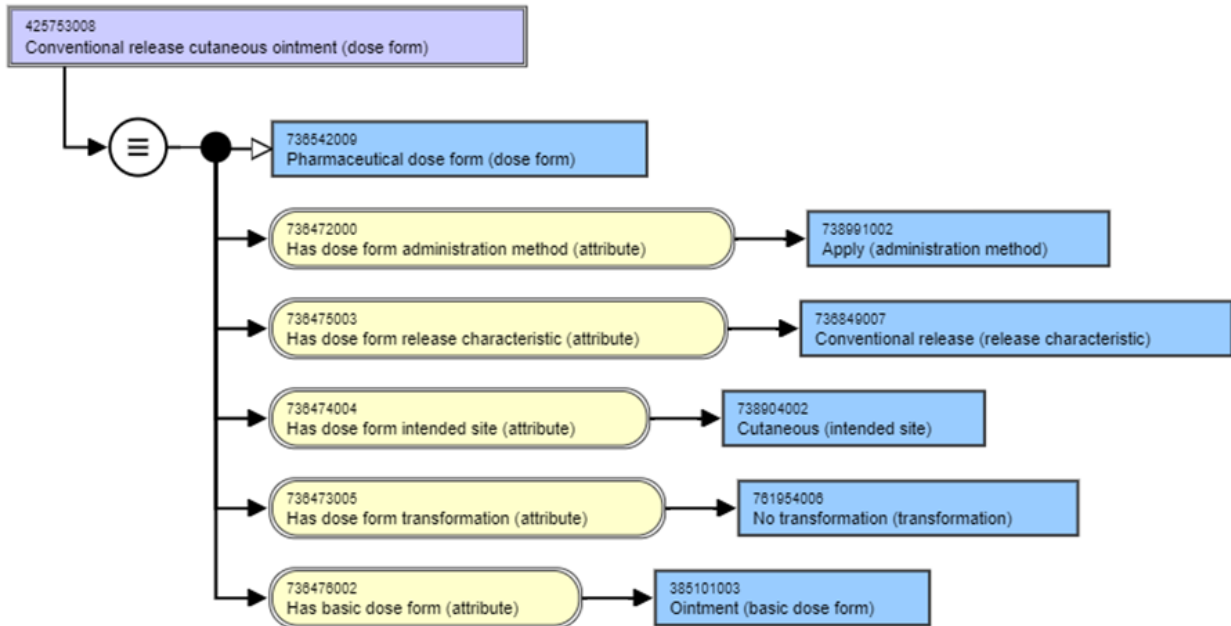 425753008
Conventional release cutaneous ointment (dose form)
736542009
Pharmaceutical dose form (dose form)
736472000
Has dose form administration method (attribute)
738991002
Apply (administration method)
736475003
Has dose form release characteristic (attribute)
736849007
Conventional release (release characteristic)
736474004
Has dose form intended site (attribute)
738904002
Cutaneous (intended site)
736473005
Has dose form transformation (attribute)
761954006
No transformation (transformation)
736476002
Has basic dose form (attribute)
385101003
Ointment (basic dose form)